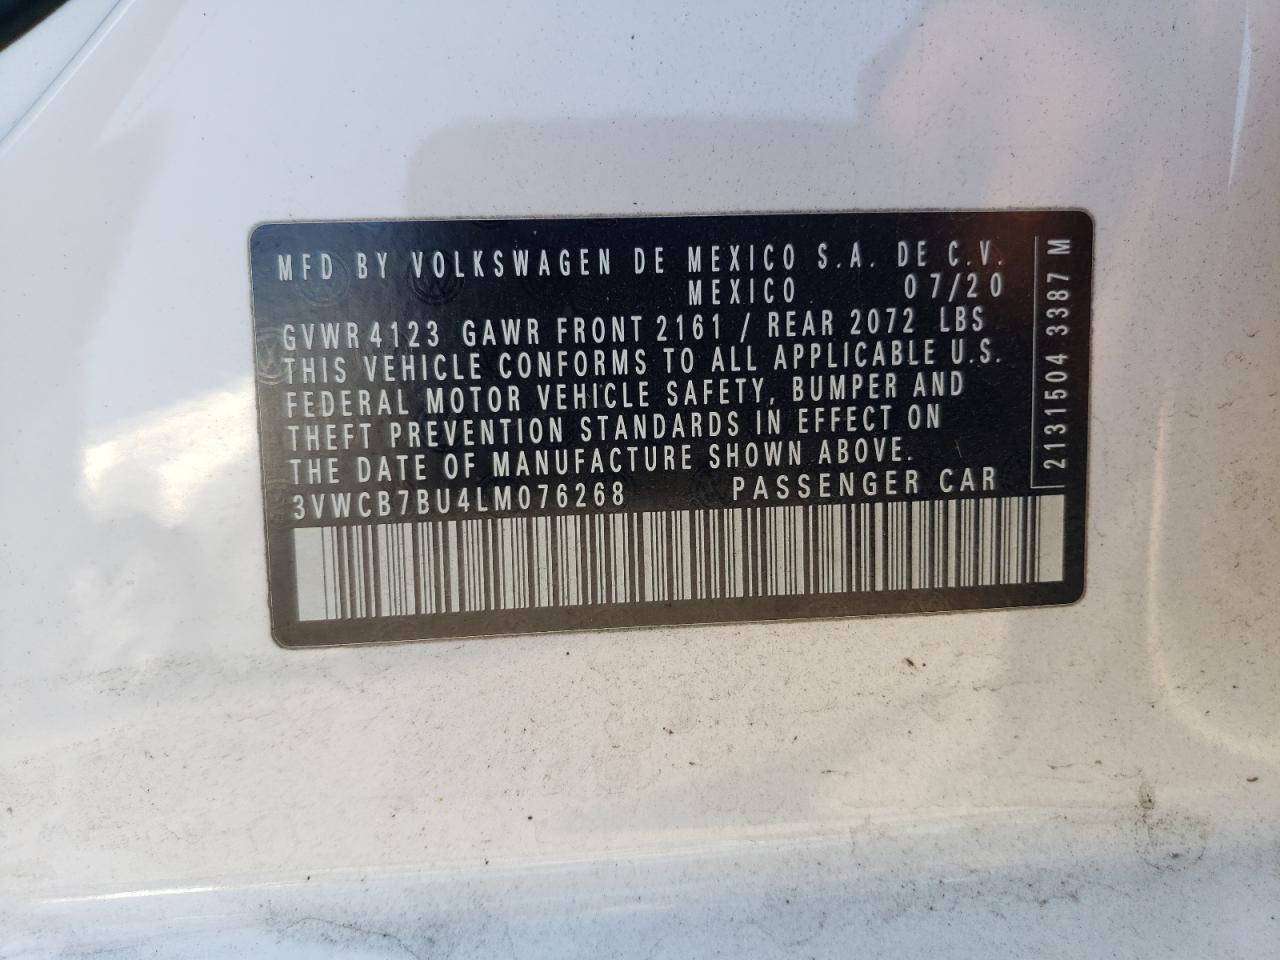 MFD BY VOLKSWAGEN DE MEXICO S.A. DE C.V.
MEXICO 07/20
GVWR 4123 GAWR FRONT 2161 / REAR 2072 LBS
THIS VEHICLE CONFORMS TO ALL APPLICABLE U.S.
FEDERAL MOTOR VEHICLE SAFETY, BUMPER AND
THEFT PREVENTION STANDARDS IN EFFECT ON
THE DATE OF MANUFACTURE SHOWN ABOVE.
3VWCB7BU4LM076268 PASSENGER CAR
2131504 3387 M